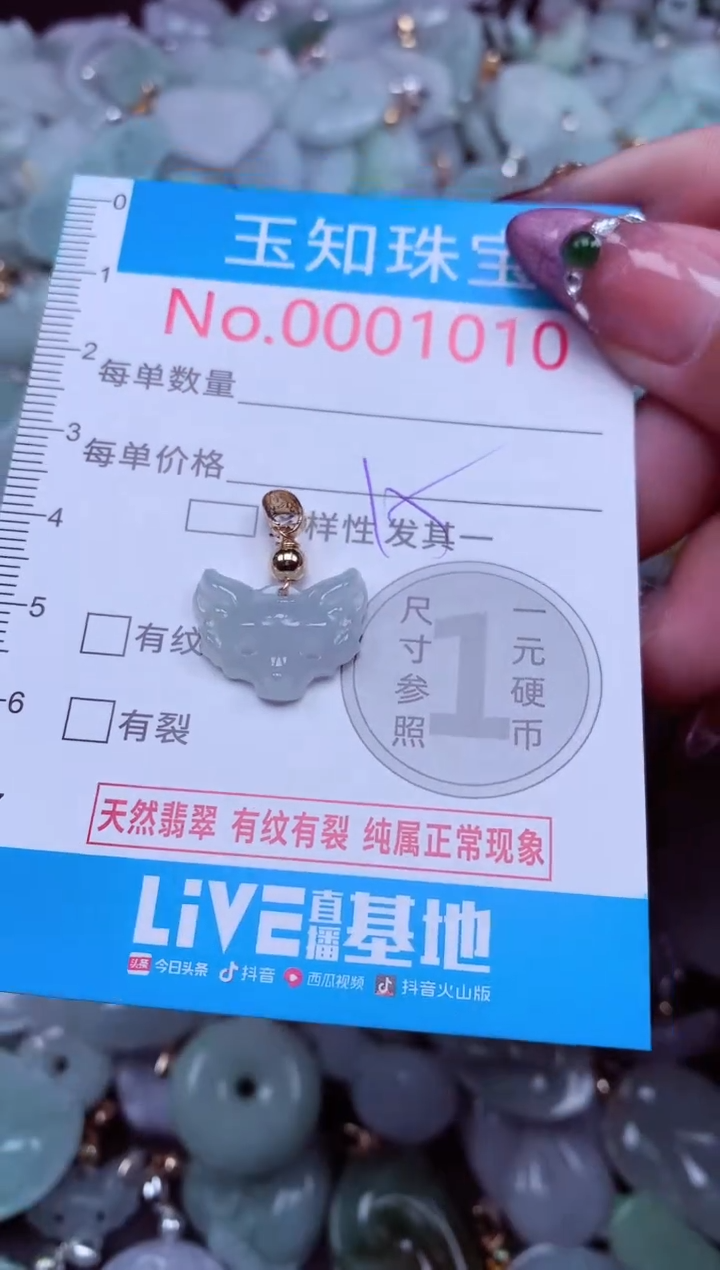 玉知珠宝
No.0001010
每单数量
每单价格
K
样性发其一
有纹
有裂
尺寸参照
1
一元硬币
天然翡翠 有纹有裂 纯属正常现象
LiVE直播基地
头条 今日头条 抖音 西瓜视频 抖音火山版
0
1
2
3
4
5
6